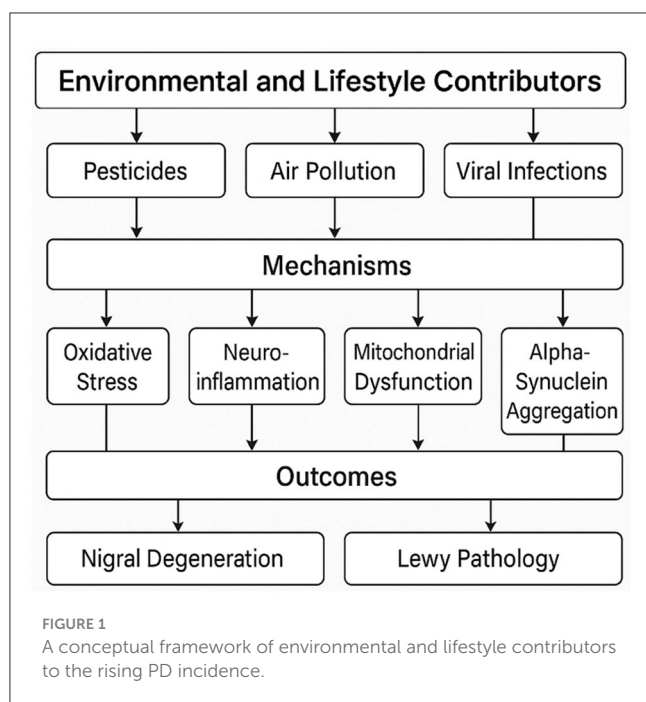 Environmental and Lifestyle Contributors
Pesticides
Air Pollution
Viral Infections
Mechanisms
Oxidative
Stress
Neuro-
inflammation
Mitochondrial
Dysfunction
Alpha-
Synuclein
Aggregation
Outcomes
Nigral Degeneration
Lewy Pathology
FIGURE 1
A conceptual framework of environmental and lifestyle contributors
to the rising PD incidence.